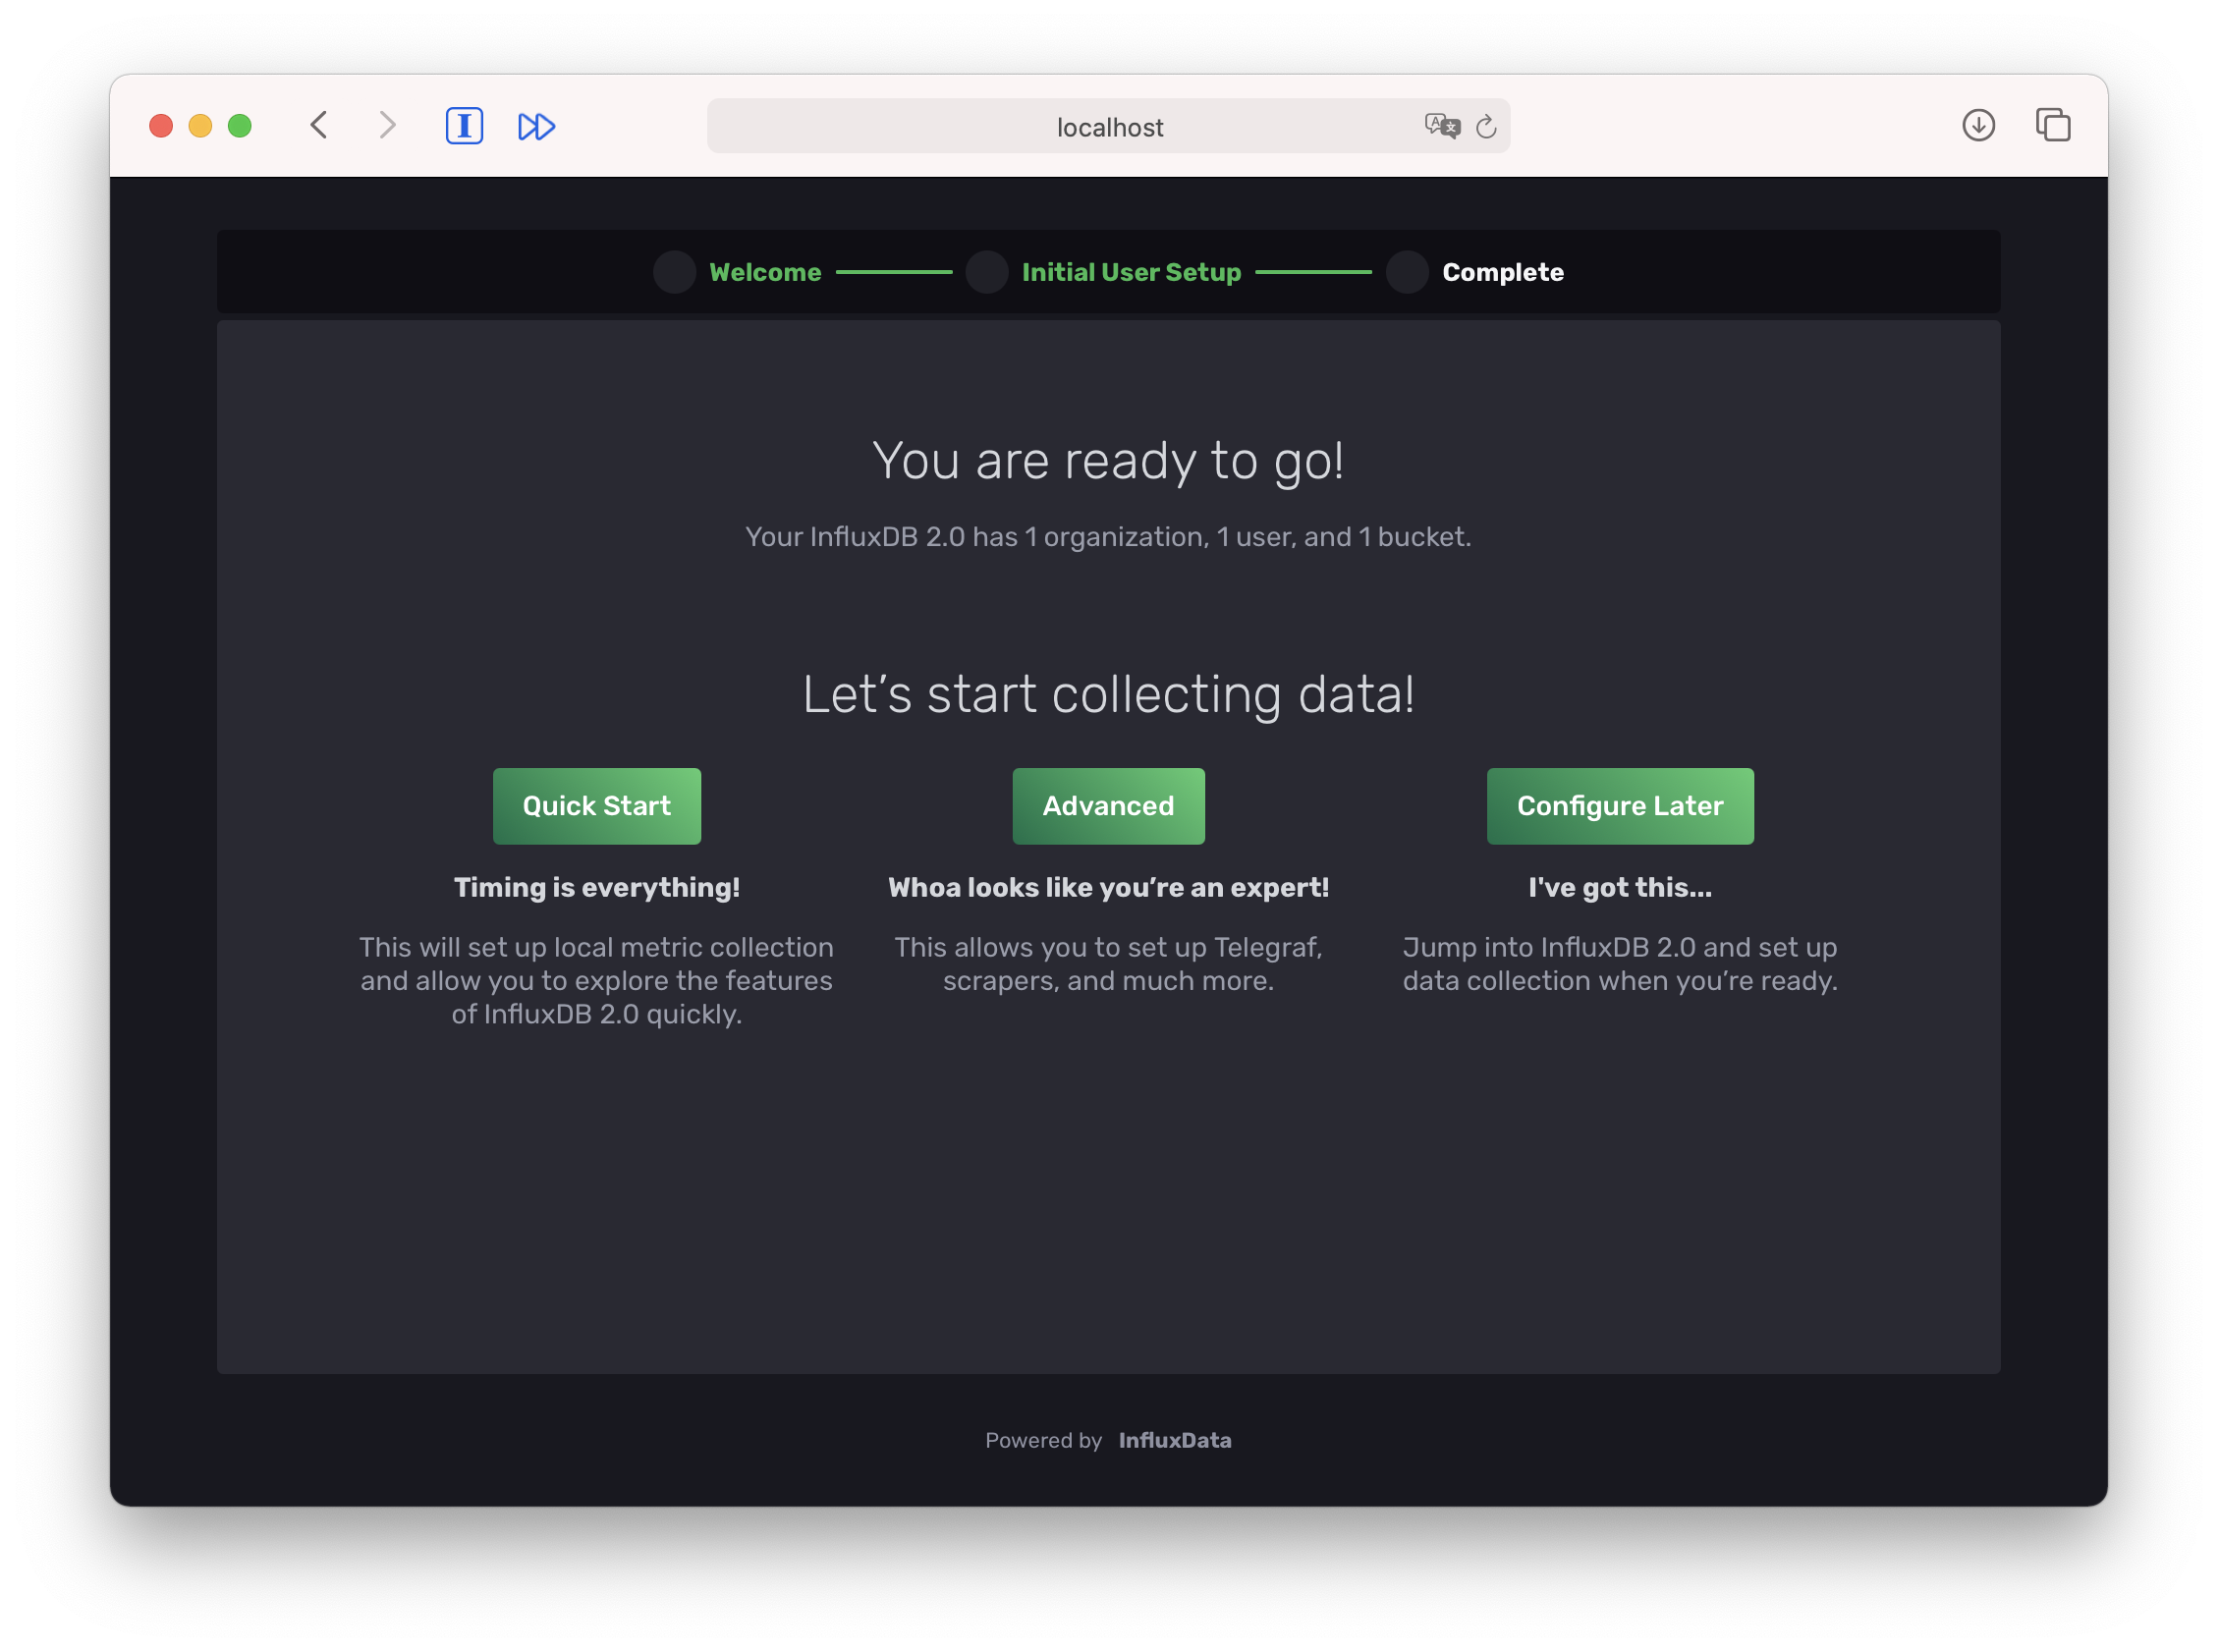 localhost
Welcome
Initial User Setup
Complete
You are ready to go!
Your InfluxDB 2.0 has 1 organization, 1 user, and 1 bucket.
Let’s start collecting data!
Quick Start
Timing is everything!
This will set up local metric collection
and allow you to explore the features
of InfluxDB 2.0 quickly.
Advanced
Whoa looks like you’re an expert!
This allows you to set up Telegraf,
scrapers, and much more.
Configure Later
I've got this...
Jump into InfluxDB 2.0 and set up
data collection when you’re ready.
Powered by InfluxData